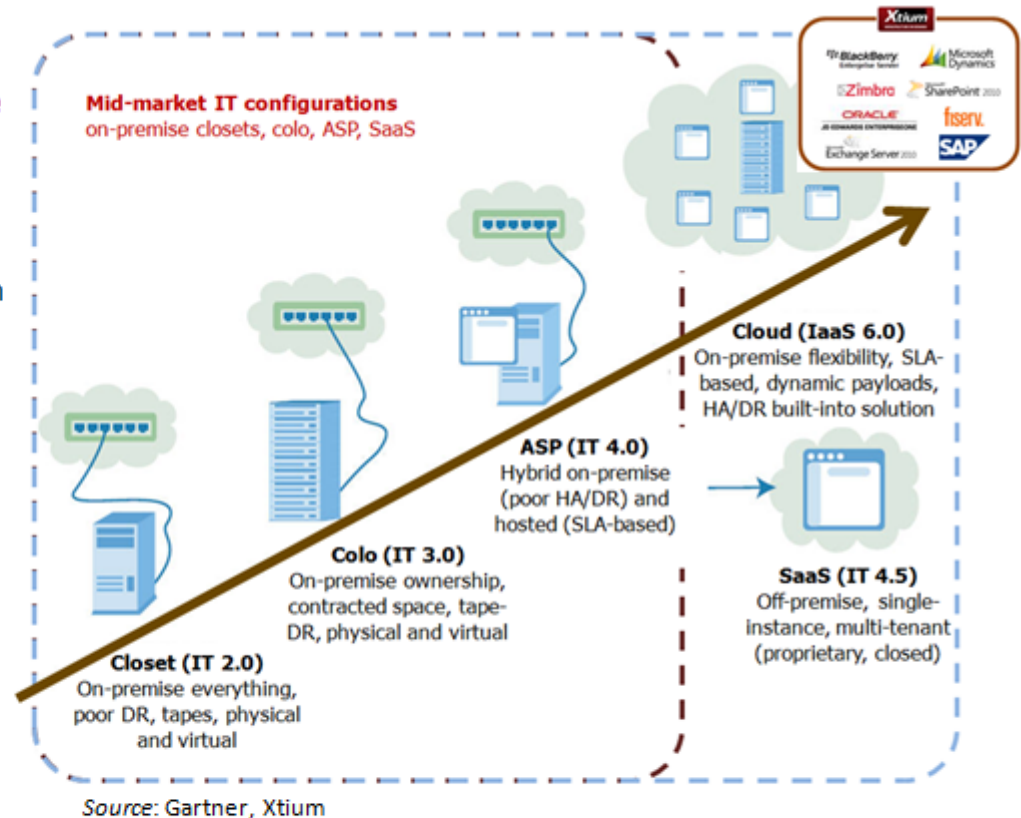 Xtium
BlackBerry
Enterprise Server
Microsoft
Dynamics
Zimbra
SharePoint 2010
ORACLE
JD EDWARDS ENTERPRISEONE
fiserv.
Exchange Server 2010
SAP
Mid-market IT configurations
on-premise closets, colo, ASP, SaaS
Cloud (IaaS 6.0)
On-premise flexibility, SLA-
based, dynamic payloads,
HA/DR built-into solution
ASP (IT 4.0)
Hybrid on-premise
(poor HA/DR) and
hosted (SLA-based)
Colo (IT 3.0)
On-premise ownership,
contracted space, tape-
DR, physical and virtual
SaaS (IT 4.5)
Off-premise, single-
instance, multi-tenant
(proprietary, closed)
Closet (IT 2.0)
On-premise everything,
poor DR, tapes, physical
and virtual
Source: Gartner, Xtium